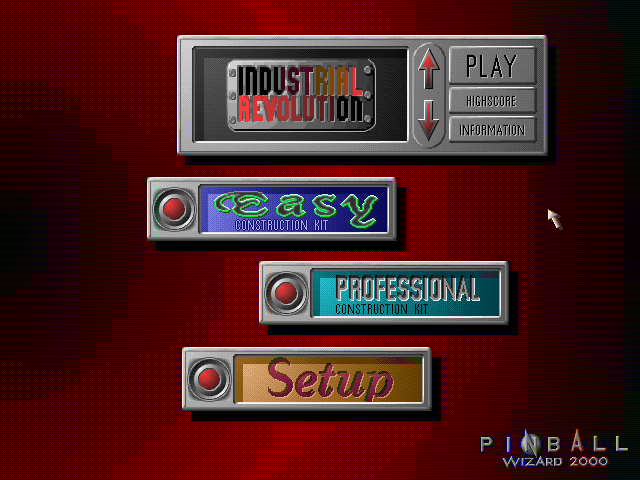 INDUSTRIAL
REVOLUTION
PLAY
HIGHSCORE
INFORMATION
Easy
CONSTRUCTION KIT
PROFESSIONAL
CONSTRUCTION KIT
Setup
PINBALL
WIZARD 2000